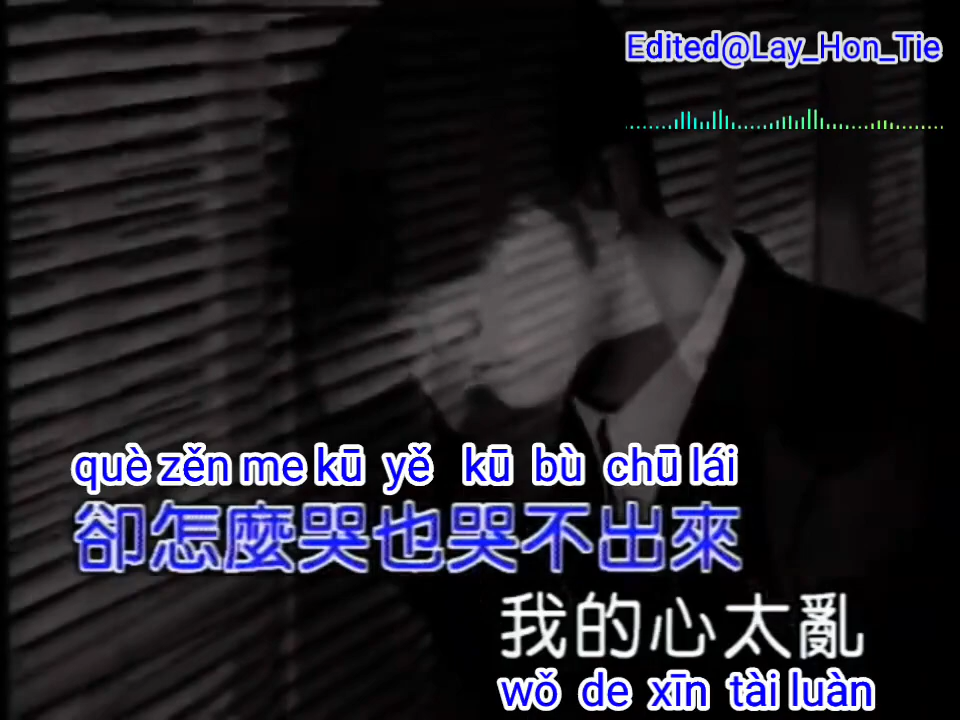 Edited@Lay_Hon_Tie
què zěn me kū yě kū bù chū lái
卻怎麼哭也哭不出來
我的心太亂
wǒ de xīn tài luàn